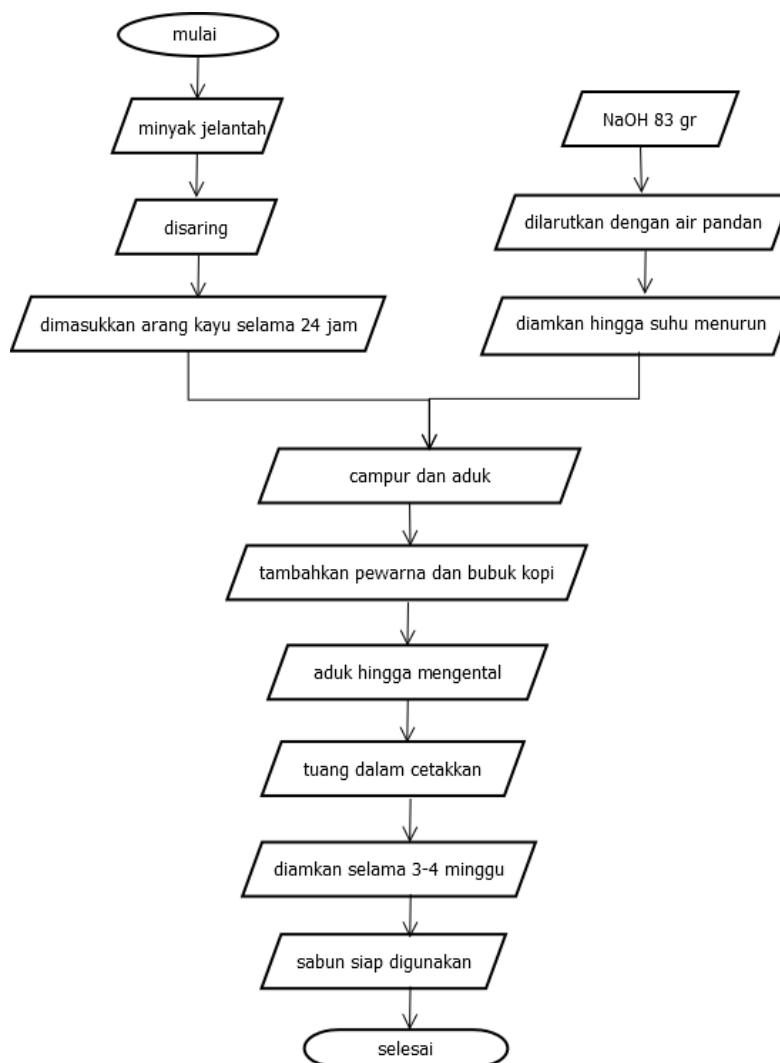 mulai
minyak jelantah
disaring
dimasukkan arang kayu selama 24 jam
NaOH 83 gr
dilarutkan dengan air pandan
diamkan hingga suhu menurun
campur dan aduk
tambahkan pewarna dan bubuk kopi
aduk hingga mengental
tuang dalam cetakkan
diamkan selama 3-4 minggu
sabun siap digunakan
selesai